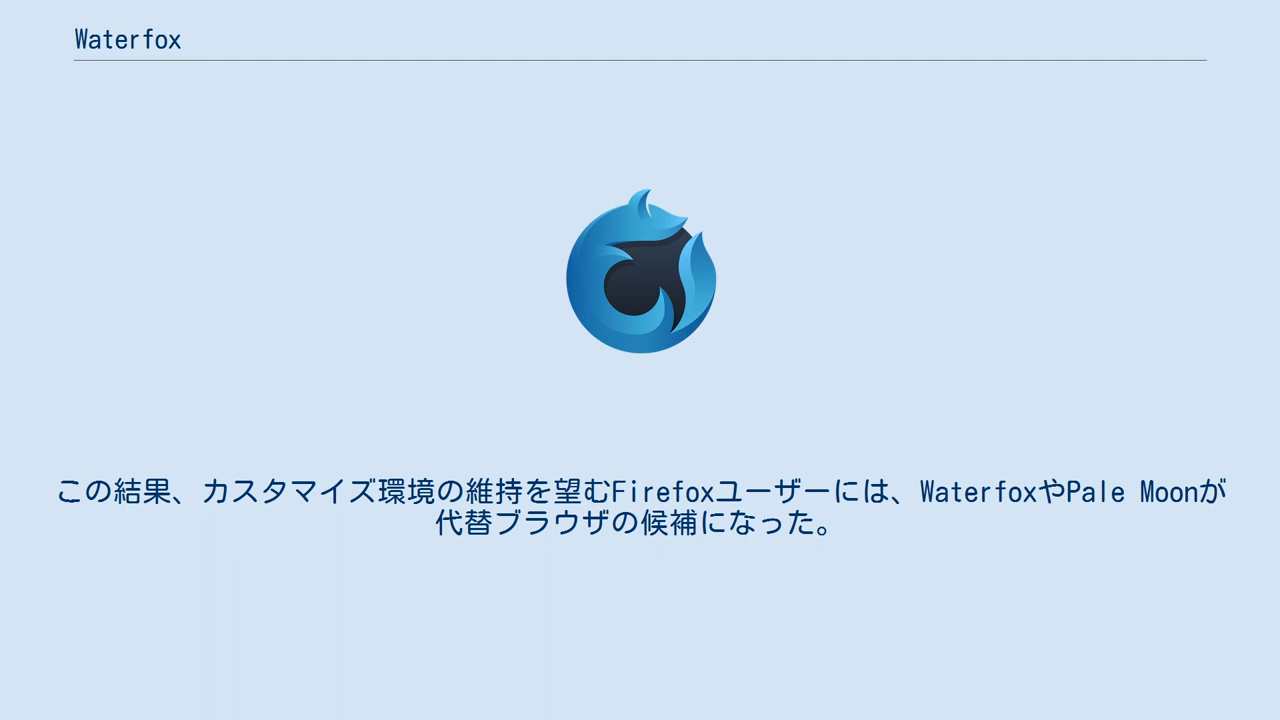 Waterfox
この結果、カスタマイズ環境の維持を望むFirefoxユーザーには、WaterfoxやPale Moonが
代替ブラウザの候補になった。